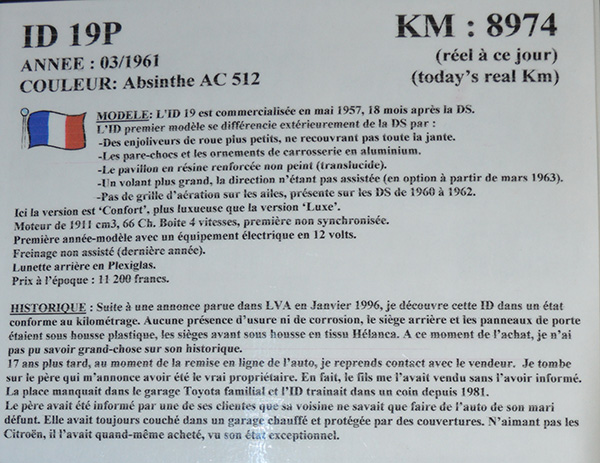 ID 19P
KM : 8974
ANNEE : 03/1961
(réel à ce jour)
COULEUR: Absinthe AC 512
(today's real Km)
MODELE: L'ID 19 est commercialisée en mai 1957, 18 mois après la DS.
L'ID premier modèle se différencie extérieurement de la DS par :
-Des enjoliveurs de roue plus petits, ne recouvrant pas toute la jante.
-Les pare-chocs et les ornements de carrosserie en aluminium.
-Le pavillon en résine renforcée non peint (translucide).
-Un volant plus grand, la direction n'étant pas assistée (en option à partir de mars 1963).
-Pas de grille d'aération sur les ailes, présente sur les DS de 1960 à 1962.
Ici la version est 'Confort', plus luxueuse que la version 'Luxe'.
Moteur de 1911 cm3, 66 Ch. Boite 4 vitesses, première non synchronisée.
Première année-modèle avec un équipement électrique en 12 volts.
Freinage non assisté (dernière année).
Lunette arrière en Plexiglas.
Prix à l'époque : 11 200 francs.
HISTORIQUE : Suite à une annonce parue dans LVA en Janvier 1996, je découvre cette ID dans un état
conforme au kilométrage. Aucune présence d'usure ni de corrosion, le siège arrière et les panneaux de porte
étaient sous housse plastique, les sièges avant sous housse en tissu Hélanca. A ce moment de l'achat, je n'ai
pas pu savoir grand-chose sur son historique.
17 ans plus tard, au moment de la remise en ligne de l'auto, je reprends contact avec le vendeur. Je tombe
sur le père qui m'annonce avoir été le vrai propriétaire. En fait, le fils me l'avait vendu sans l'avoir informé.
La place manquait dans le garage Toyota familial et l'ID trainait dans un coin depuis 1981.
Le père avait été informé par une de ses clientes que sa voisine ne savait que faire de l'auto de son mari
défunt. Elle avait toujours couché dans un garage chauffé et protégée par des couvertures. N'aimant pas les
Citroën, il l'avait quand-même acheté, vu son état exceptionnel.